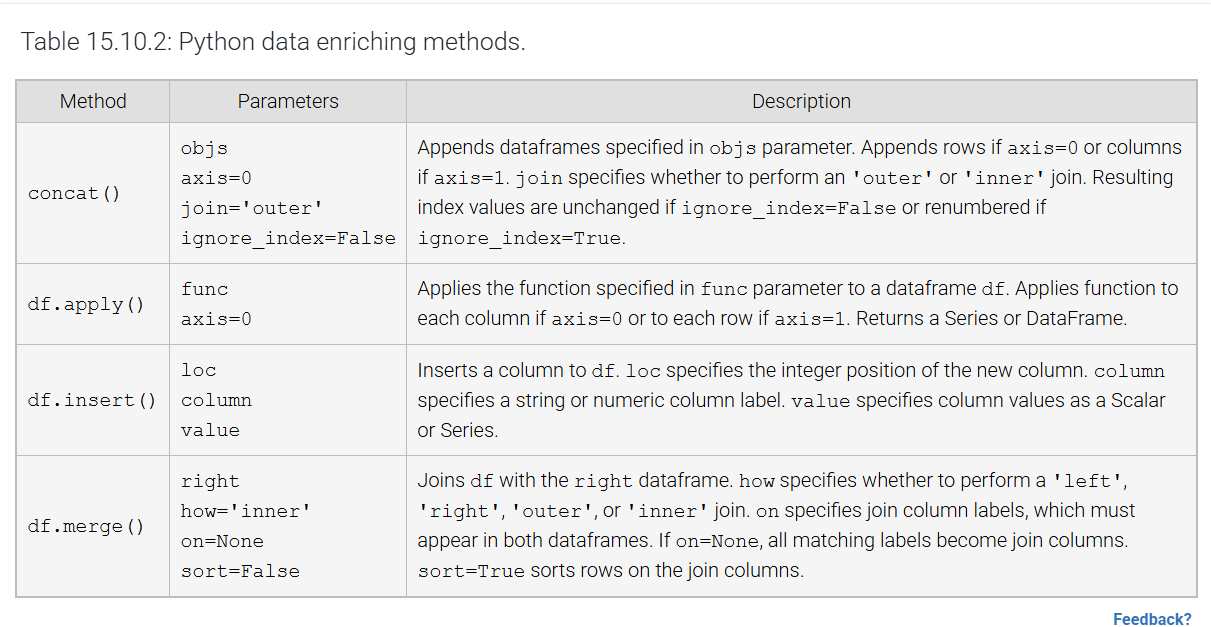 Table 15.10.2: Python data enriching methods.
Method Parameters Description
concat()
objs
axis=0
join='outer'
ignore_index=False
Appends dataframes specified in objs parameter. Appends rows if axis=0 or columns
if axis=1. join specifies whether to perform an 'outer' or 'inner' join. Resulting
index values are unchanged if ignore_index=False or renumbered if
ignore_index=True.
df.apply()
func
axis=0
Applies the function specified in func parameter to a dataframe df. Applies function to
each column if axis=0 or to each row if axis=1. Returns a Series or DataFrame.
df.insert()
loc
column
value
Inserts a column to df. loc specifies the integer position of the new column. column
specifies a string or numeric column label. value specifies column values as a Scalar
or Series.
df.merge()
right
how='inner'
on=None
sort=False
Joins df with the right dataframe. how specifies whether to perform a 'left',
'right', 'outer', or 'inner' join. on specifies join column labels, which must
appear in both dataframes. If on=None, all matching labels become join columns.
sort=True sorts rows on the join columns.
Feedback?